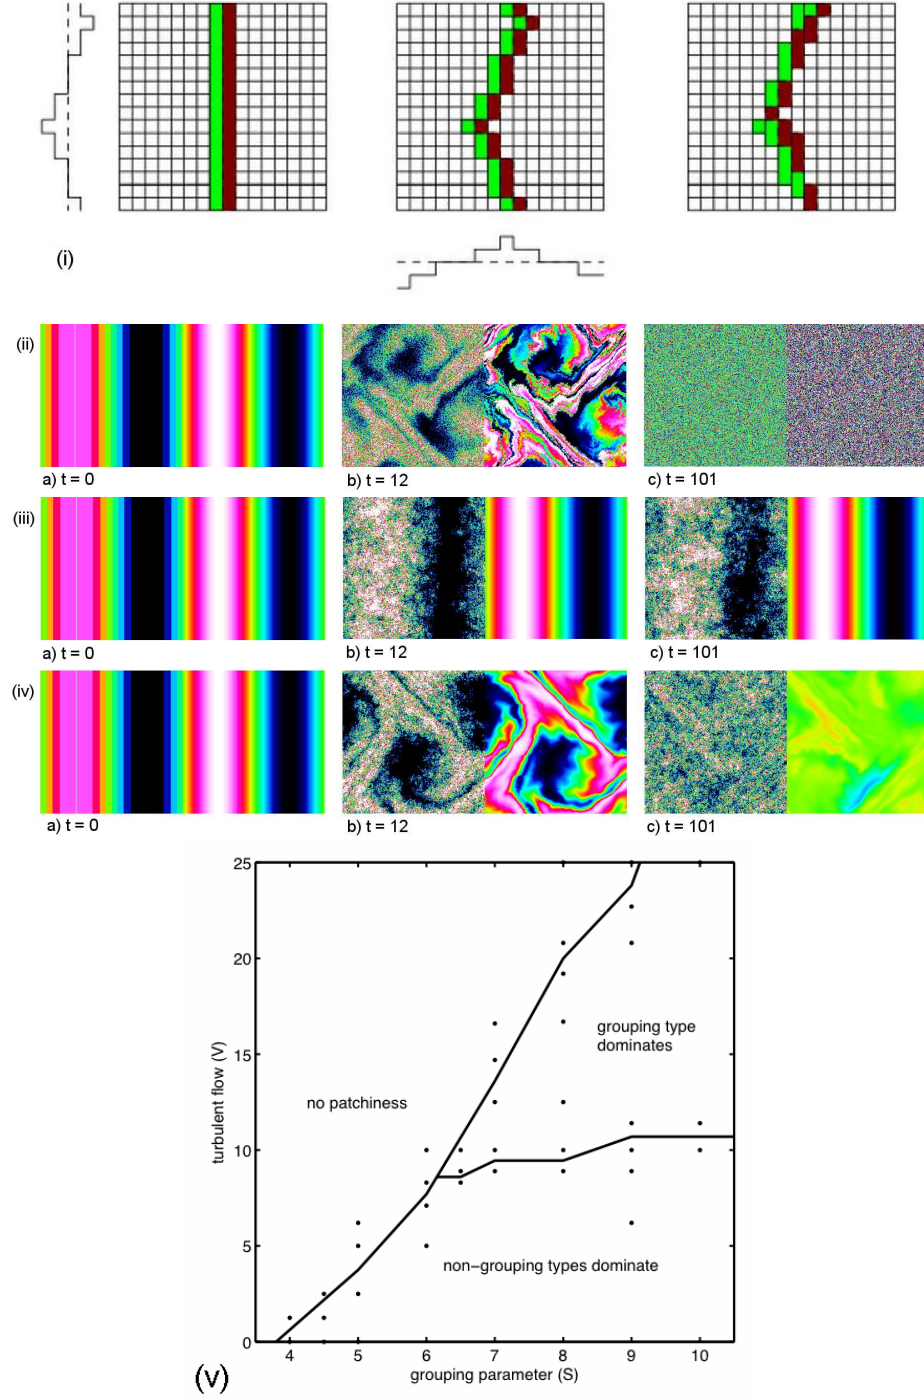 (i)
(ii)
a) t = 0
b) t = 12
c) t = 101
(iii)
a) t = 0
b) t = 12
c) t = 101
(iv)
a) t = 0
b) t = 12
c) t = 101
25
20
15
10
5
0
turbulent flow (V)
no patchiness
grouping type
dominates
non-grouping types dominate
4 5 6 7 8 9 10
grouping parameter (S)
(v)